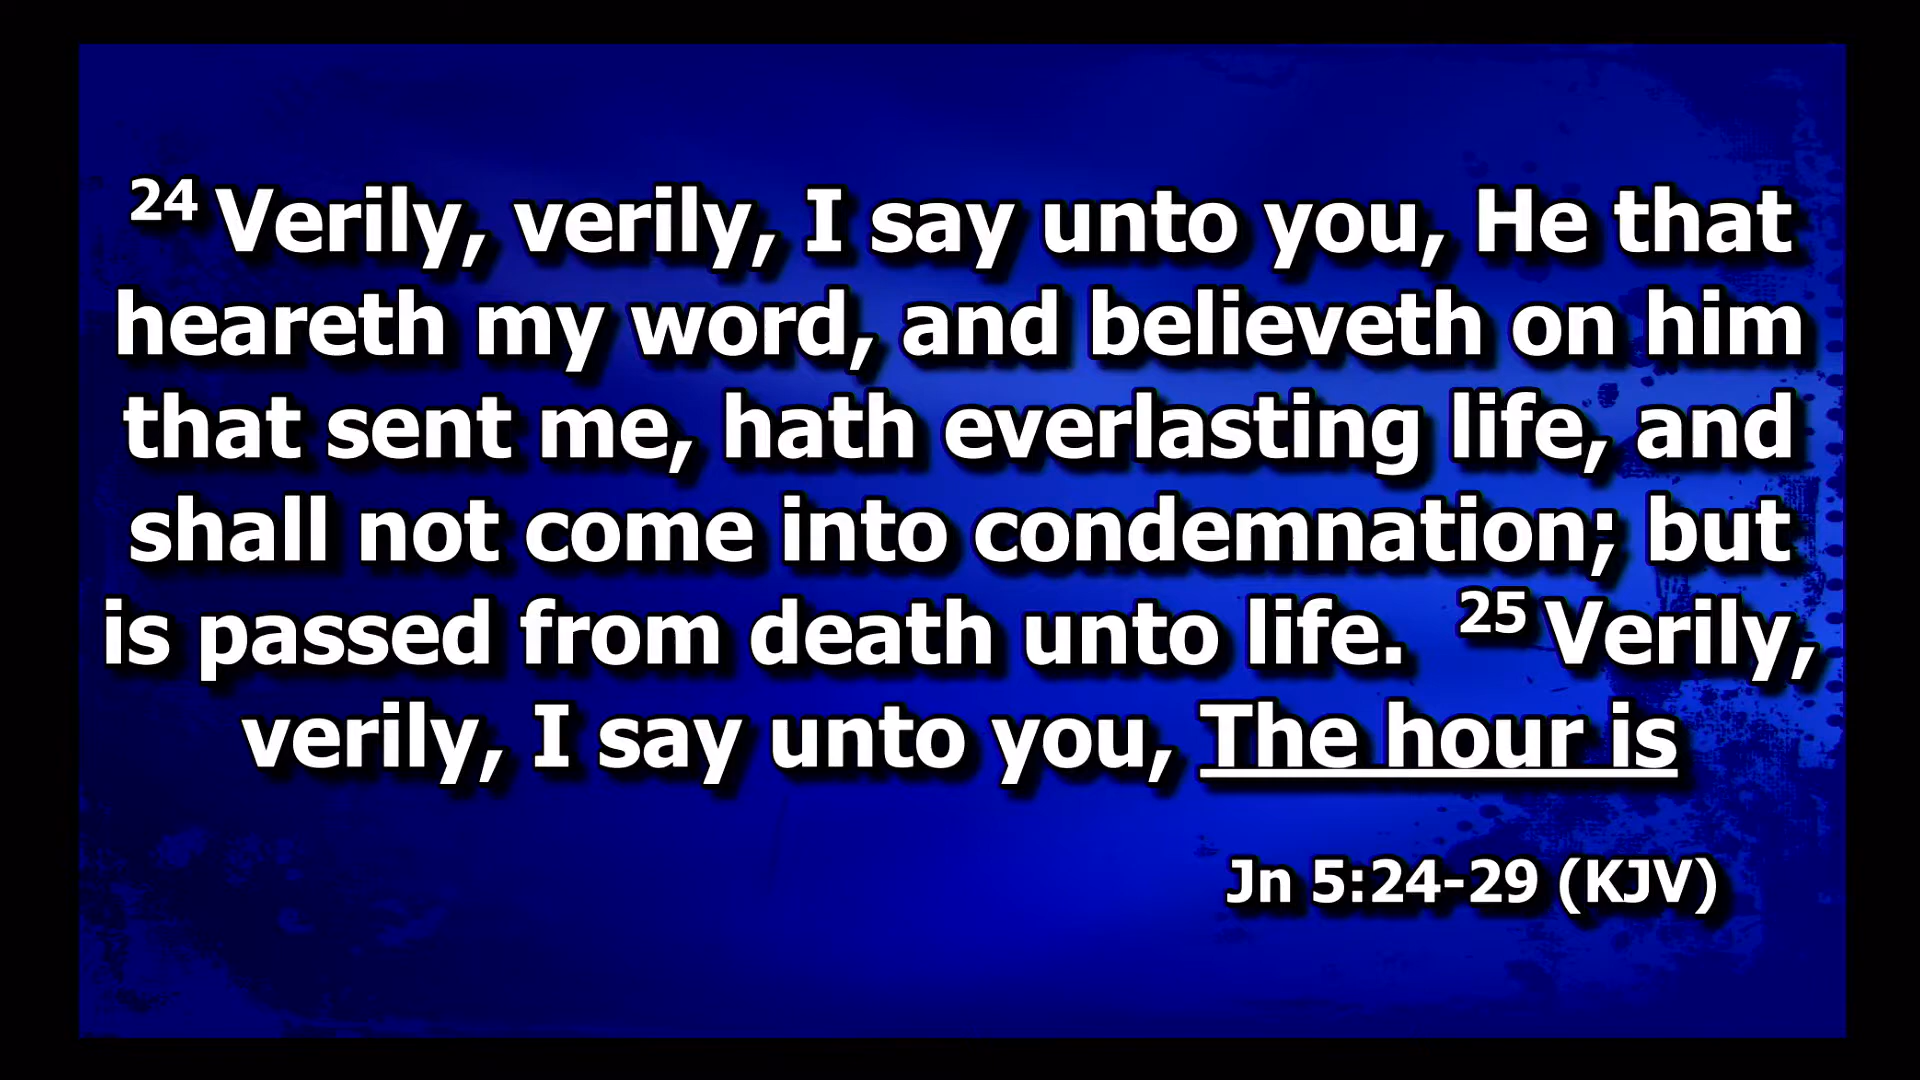 24 Verily, verily, I say unto you, He that
heareth my word, and believeth on him
that sent me, hath everlasting life, and
shall not come into condemnation; but
is passed from death unto life. 25 Verily,
verily, I say unto you, The hour is
Jn 5:24-29 (KJV)